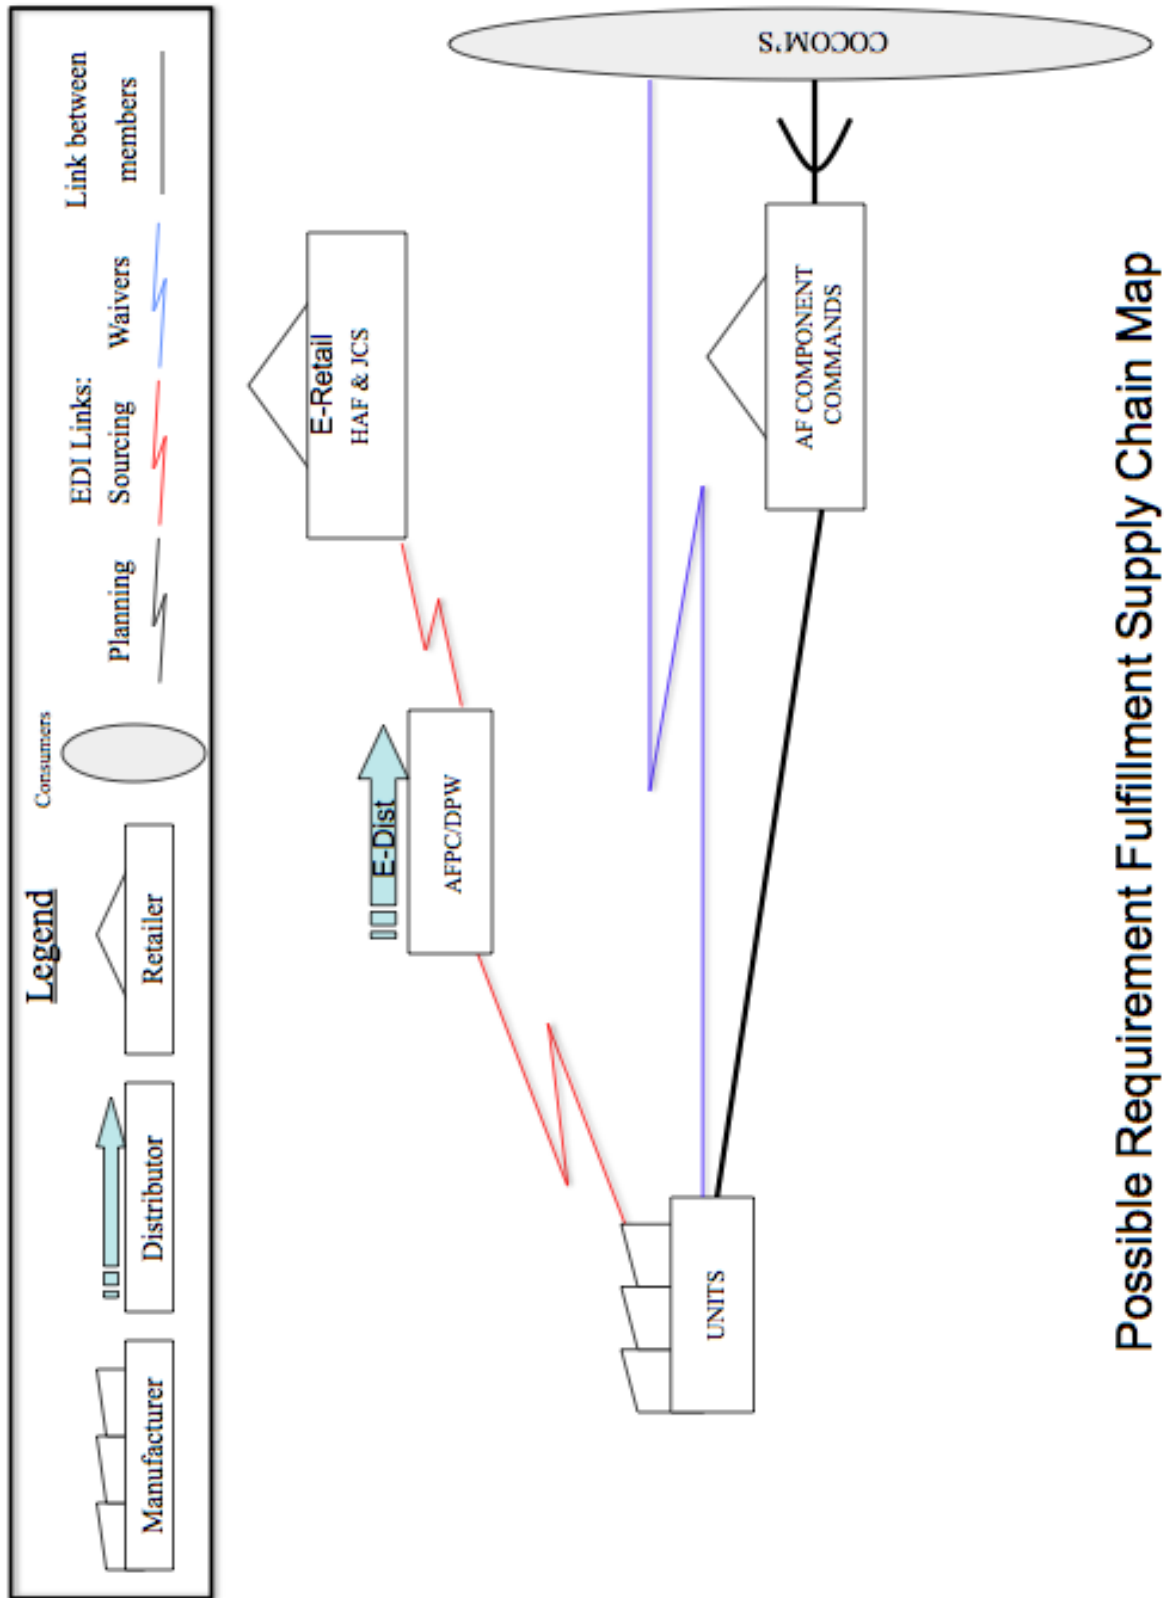 Legend
Manufacturer
Distributor
Retailer
Consumers
EDI Links:
Planning
Sourcing
Waivers
Link between
members
E-Retail
HAF & JCS
E-Dist
AFPC/DPW
UNITS
AF COMPONENT
COMMANDS
COCOM'S
Possible Requirement Fulfillment Supply Chain Map